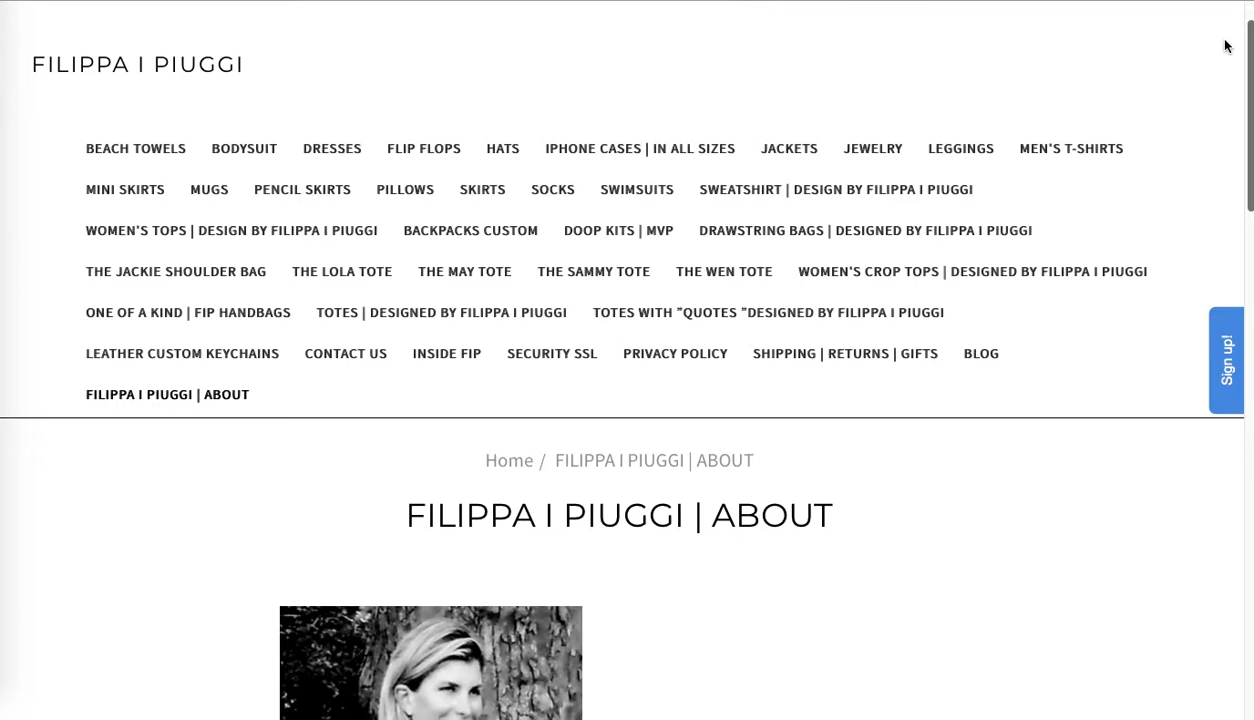 FILIPPA I PIUGGI
BEACH TOWELS BODYSUIT DRESSES FLIP FLOPS HATS IPHONE CASES | IN ALL SIZES JACKETS JEWELRY LEGGINGS MEN'S T-SHIRTS
MINI SKIRTS MUGS PENCIL SKIRTS PILLOWS SKIRTS SOCKS SWIMSUITS SWEATSHIRT | DESIGN BY FILIPPA I PIUGGI
WOMEN'S TOPS | DESIGN BY FILIPPA I PIUGGI BACKPACKS CUSTOM DOOP KITS | MVP DRAWSTRING BAGS | DESIGNED BY FILIPPA I PIUGGI
THE JACKIE SHOULDER BAG THE LOLA TOTE THE MAY TOTE THE SAMMY TOTE THE WEN TOTE WOMEN'S CROP TOPS | DESIGNED BY FILIPPA I PIUGGI
ONE OF A KIND | FIP HANDBAGS TOTES | DESIGNED BY FILIPPA I PIUGGI TOTES WITH "QUOTES "DESIGNED BY FILIPPA I PIUGGI
LEATHER CUSTOM KEYCHAINS CONTACT US INSIDE FIP SECURITY SSL PRIVACY POLICY SHIPPING | RETURNS | GIFTS BLOG
Sign up!
FILIPPA I PIUGGI | ABOUT
Home / FILIPPA I PIUGGI | ABOUT
FILIPPA I PIUGGI | ABOUT